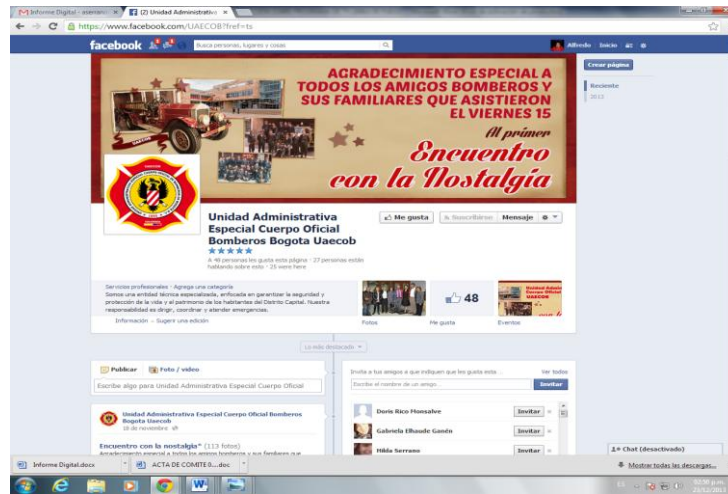 Informe Digital - aserrano
(2) Unidad Administrativ
https://www.facebook.com/UAECOB?fref=ts
facebook
Busca personas, lugares y cosas
Alfredo
Inicio
Crear página
Reciente
2012
AGRADECIMIENTO ESPECIAL A
TODOS LOS AMIGOS BOMBEROS Y
SUS FAMILIARES QUE ASISTIERON
EL VIERNES 15
Al primer
Encuentro
con la Nostalgía
UAECOB
Unidad Administrativa
Especial Cuerpo Oficial
Bomberos Bogota Uaecob
Me gusta
Suscribirse
Mensaje
A 48 personas les gusta esta página · 27 personas están
hablando sobre esto · 25 were here
Servicios profesionales · Agrega una categoría
Somos una entidad técnica especializada, enfocada en garantizar la seguridad y
protección de la vida y el patrimonio de los habitantes del Distrito Capital. Nuestra
responsabilidad es dirigir, coordinar y atender emergencias.
Información - Sugerir una edición
Fotos
48
Me gusta
Eventos
Lo más destacado
Publicar
Foto / video
Escribe algo para Unidad Administrativa Especial Cuerpo Oficial
Unidad Administrativa Especial Cuerpo Oficial Bomberos
Bogota Uaecob
18 de noviembre
Encuentro con la nostalgia* (113 fotos)
Agradecimiento especial a todos los amigos bomberos y sus familiares que
Invita a tus amigos a que indiquen que les gusta esta...
Ver todos
Escribe el nombre de un amigo...
Invitar
Doris Rico Monsalve
Invitar
Gabriela Elhaude Ganén
Invitar
Hilda Serrano
Invitar
Chat (desactivado)
Informe Digital.docx
ACTA DE COMITE 0....doc
Mostrar todas las descargas...
ES